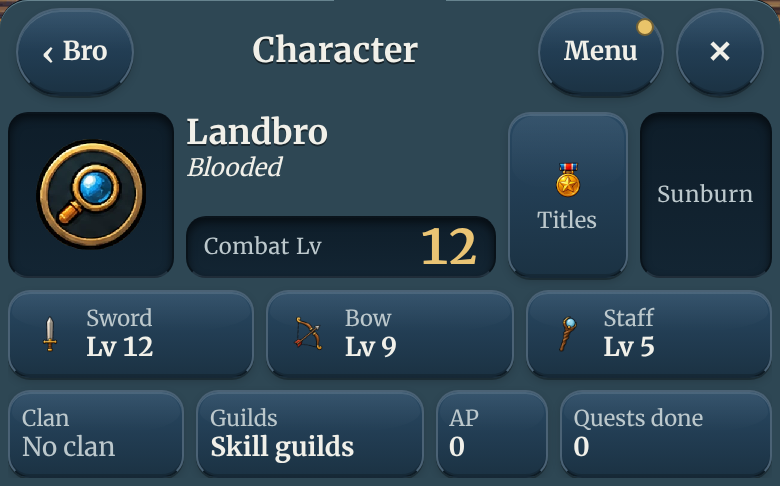 ‹ Bro
Character
Menu
✕
Landbro
Blooded
Combat Lv 12
Titles
Sunburn
Sword
Lv 12
Bow
Lv 9
Staff
Lv 5
Clan
No clan
Guilds
Skill guilds
AP
0
Quests done
0